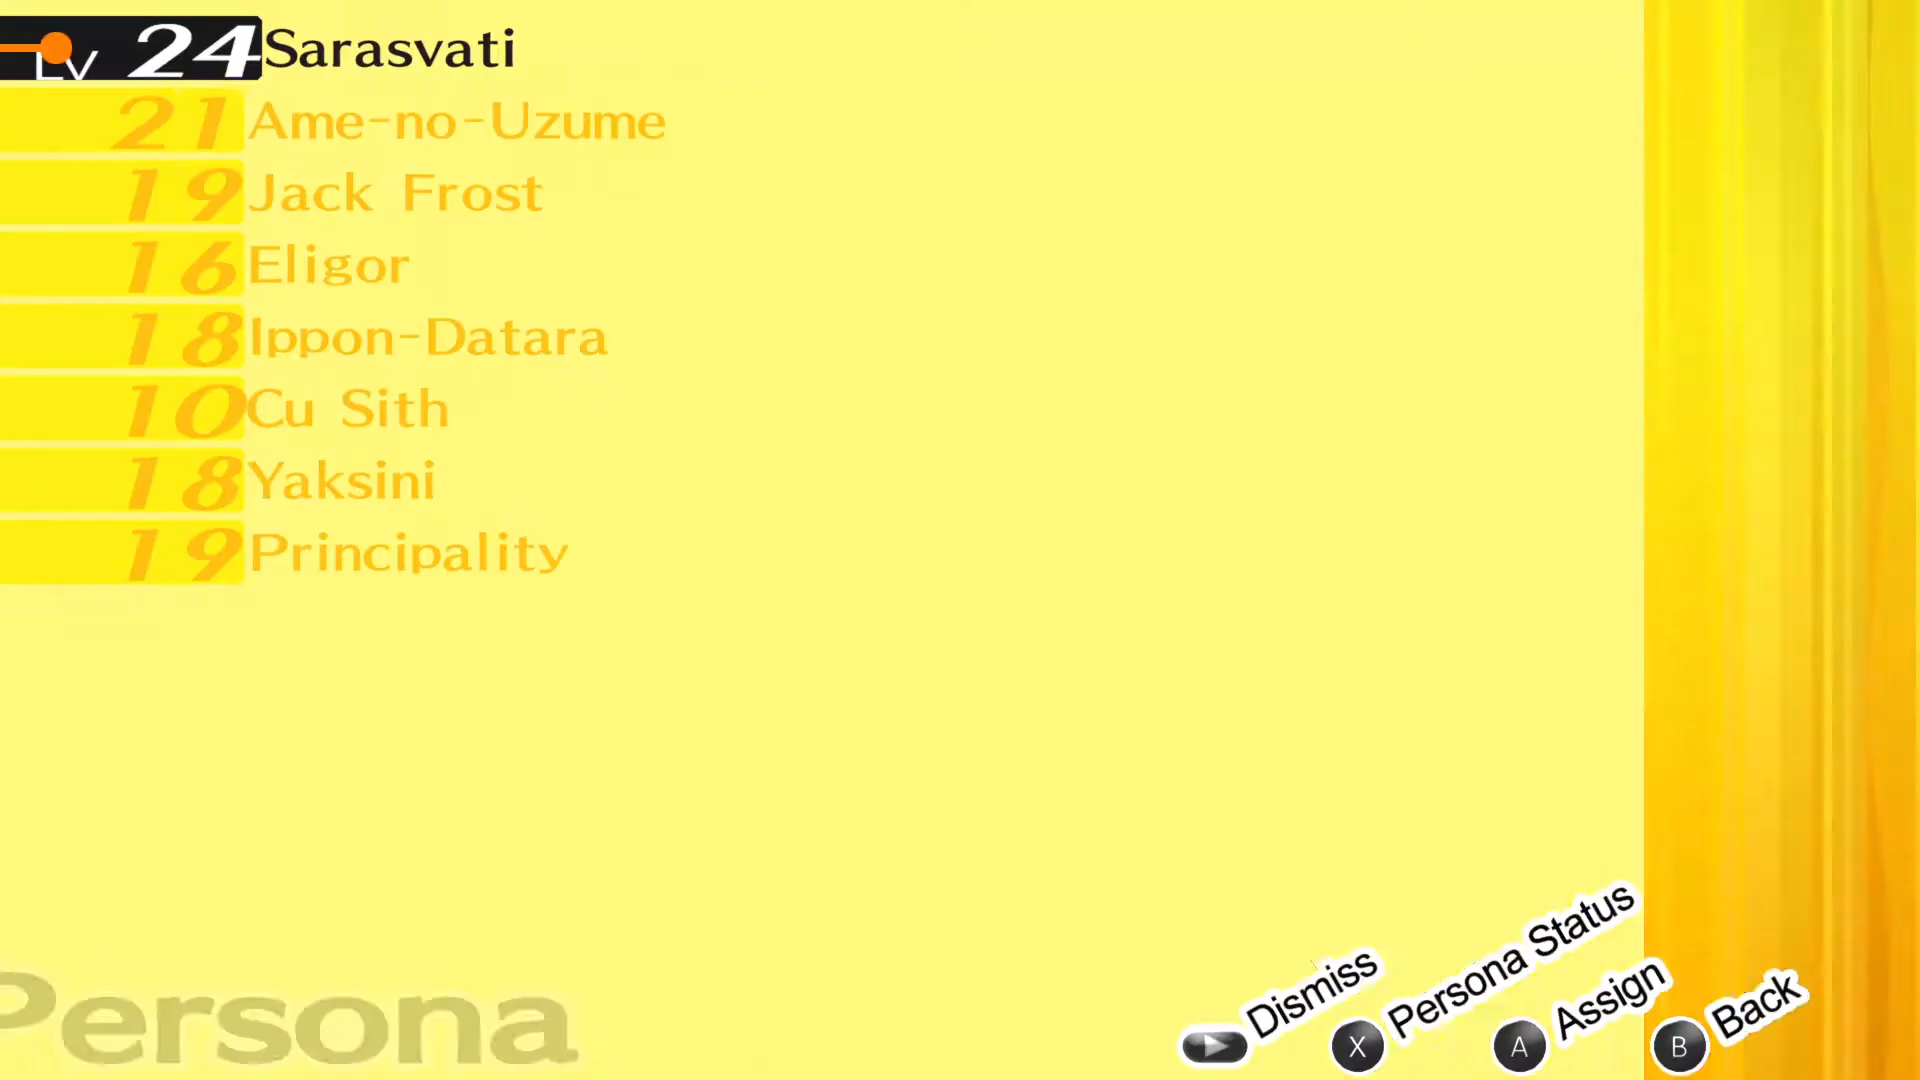 Lv 24 Sarasvati
21 Ame-no-Uzume
19 Jack Frost
16 Eligor
18 Ippon-Datara
10 Cu Sith
18 Yaksini
19 Principality
Persona
Dismiss
X Persona Status
A Assign
B Back